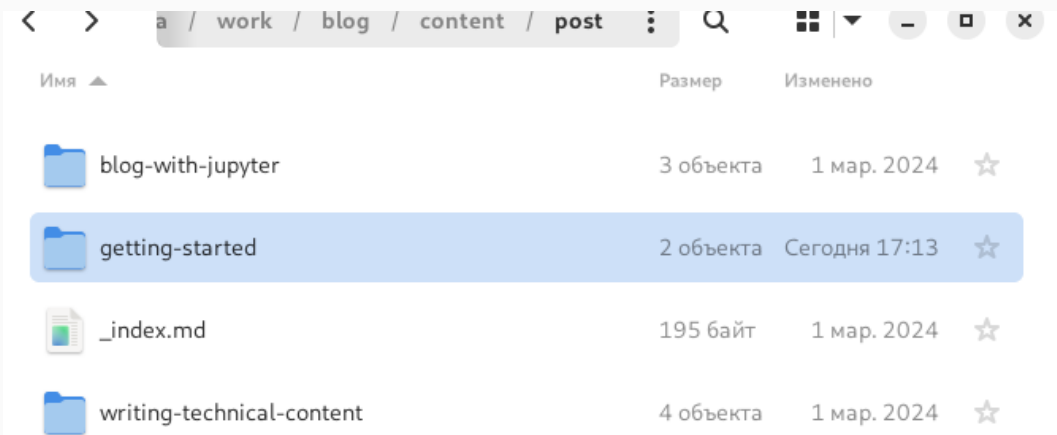 a / work / blog / content / post
Имя Размер Изменено
blog-with-jupyter 3 объекта 1 мар. 2024
getting-started 2 объекта Сегодня 17:13
_index.md 195 байт 1 мар. 2024
writing-technical-content 4 объекта 1 мар. 2024